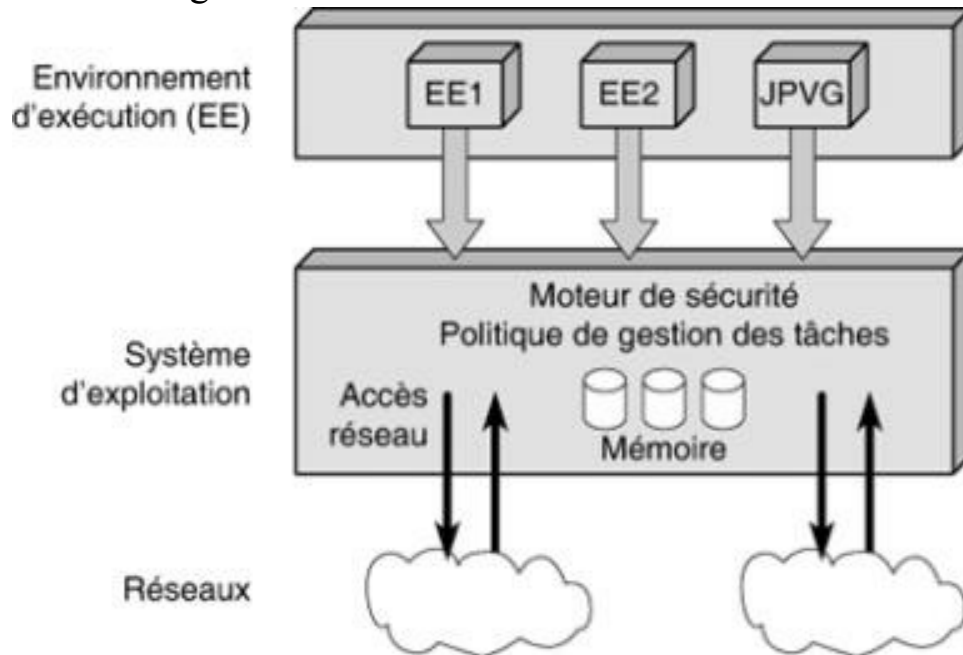 Environnement
d'exécution (EE)
EE1
EE2
JPVG
Moteur de sécurité
Politique de gestion des tâches
Système
d'exploitation
Accès
réseau
Mémoire
Réseaux